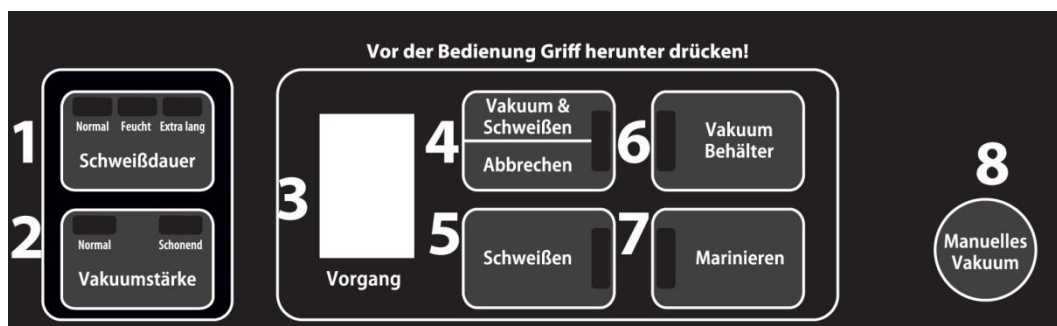 Vor der Bedienung Griff herunter drücken!
1
Normal Feucht Extra lang
Schweißdauer
2
Normal Schonend
Vakuumstärke
3
Vorgang
4
Vakuum &
Schweißen
Abbrechen
5
Schweißen
6
Vakuum
Behälter
7
Marinieren
8
Manuelles
Vakuum